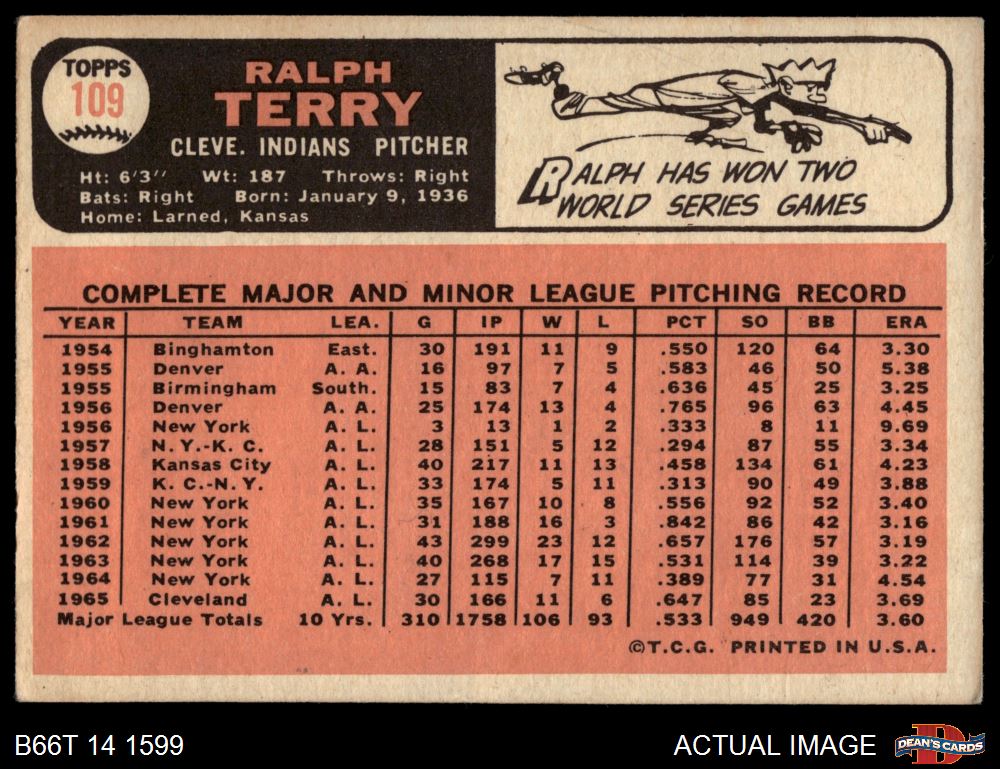 TOPPS
109
RALPH
TERRY
CLEVE. INDIANS PITCHER
Ht: 6'3" Wt: 187 Throws: Right
Bats: Right Born: January 9, 1936
Home: Larned, Kansas
RALPH HAS WON TWO
WORLD SERIES GAMES
COMPLETE MAJOR AND MINOR LEAGUE PITCHING RECORD
YEAR TEAM LEA. G IP W L PCT SO BB ERA
1954 Binghamton East. 30 191 11 9 .550 120 64 3.30
1955 Denver A. A. 16 97 7 5 .583 46 50 5.38
1955 Birmingham South. 15 83 7 4 .636 45 25 3.25
1956 Denver A. A. 25 174 13 4 .765 96 63 4.45
1956 New York A. L. 3 13 1 2 .333 8 11 9.69
1957 N. Y.-K. C. A. L. 28 151 5 12 .294 87 55 3.34
1958 Kansas City A. L. 40 217 11 13 .458 134 61 4.23
1959 K. C.-N. Y. A. L. 33 174 5 11 .313 90 49 3.88
1960 New York A. L. 35 167 10 8 .556 92 52 3.40
1961 New York A. L. 31 188 16 3 .842 86 42 3.16
1962 New York A. L. 43 299 23 12 .657 176 57 3.19
1963 New York A. L. 40 268 17 15 .531 114 39 3.22
1964 New York A. L. 27 115 7 11 .389 77 31 4.54
1965 Cleveland A. L. 30 166 11 6 .647 85 23 3.69
Major League Totals 10 Yrs. 310 1758 106 93 .533 949 420 3.60
©T.C.G. PRINTED IN U.S.A.
B66T 14 1599
ACTUAL IMAGE
DEAN'S CARDS